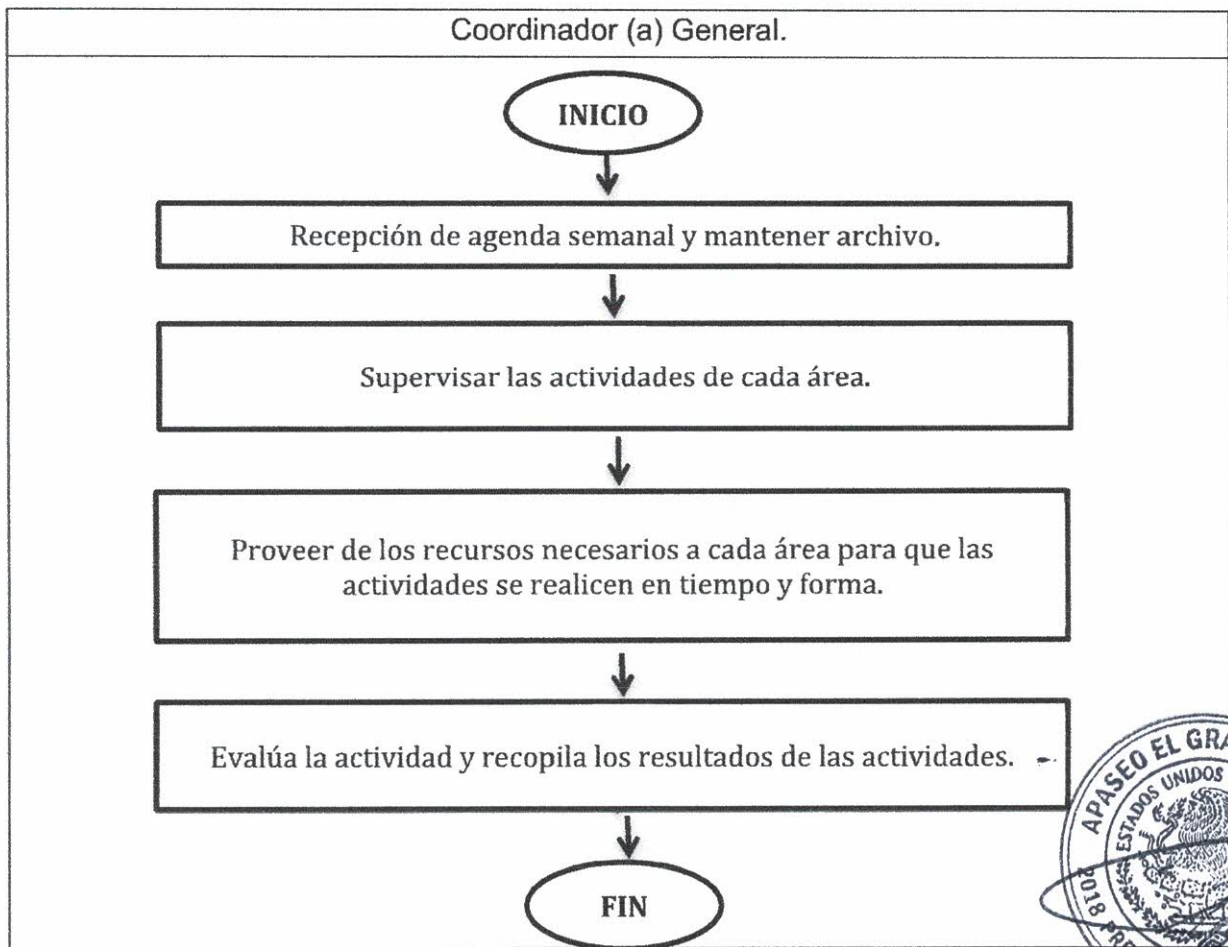 Coordinador (a) General.
INICIO
Recepción de agenda semanal y mantener archivo.
Supervisar las actividades de cada área.
Proveer de los recursos necesarios a cada área para que las
actividades se realicen en tiempo y forma.
Evalúa la actividad y recopila los resultados de las actividades.
FIN
APASEO EL GRA
ESTADOS UNIDOS
2018 PR